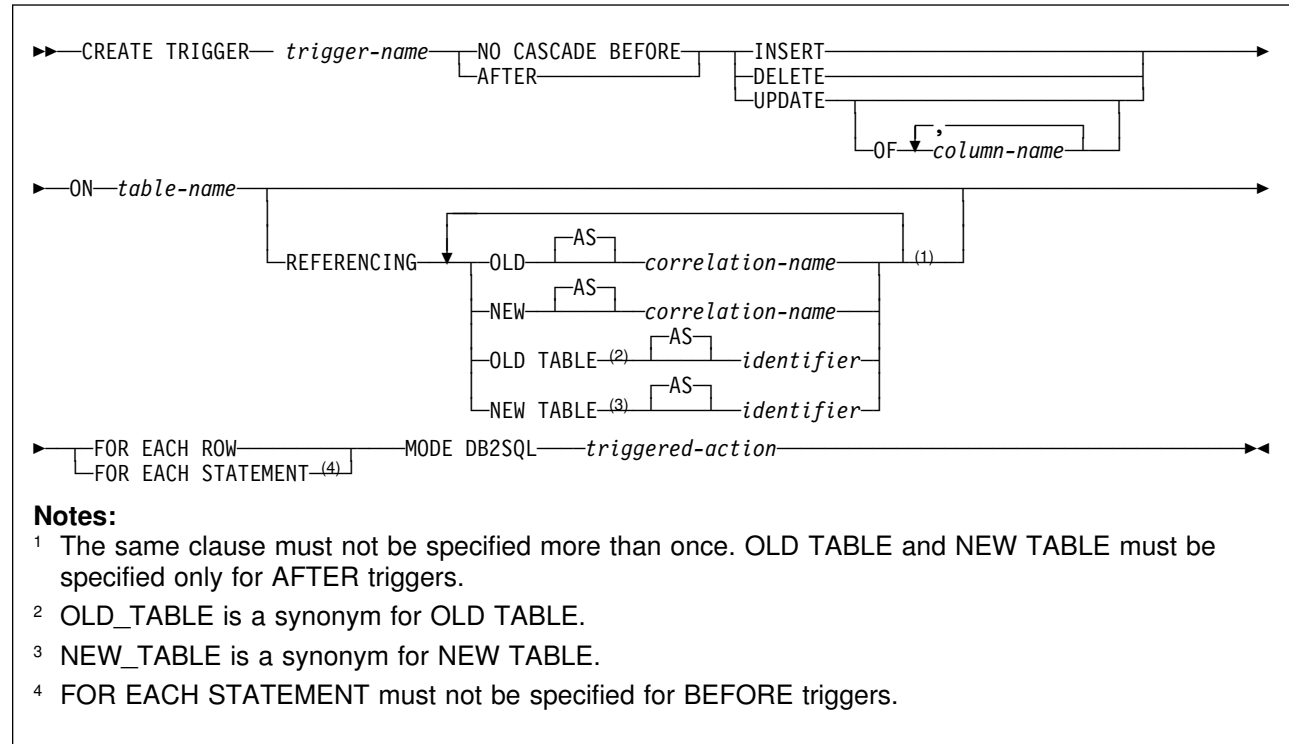 CREATE TRIGGER trigger-name NO CASCADE BEFORE INSERT
AFTER DELETE
UPDATE
,
OF column-name
ON table-name
AS
REFERENCING OLD correlation-name (1)
AS
NEW correlation-name
AS
OLD TABLE (2) identifier
AS
NEW TABLE (3) identifier
FOR EACH ROW MODE DB2SQL triggered-action
FOR EACH STATEMENT (4)
Notes:
1 The same clause must not be specified more than once. OLD TABLE and NEW TABLE must be
specified only for AFTER triggers.
2 OLD_TABLE is a synonym for OLD TABLE.
3 NEW_TABLE is a synonym for NEW TABLE.
4 FOR EACH STATEMENT must not be specified for BEFORE triggers.